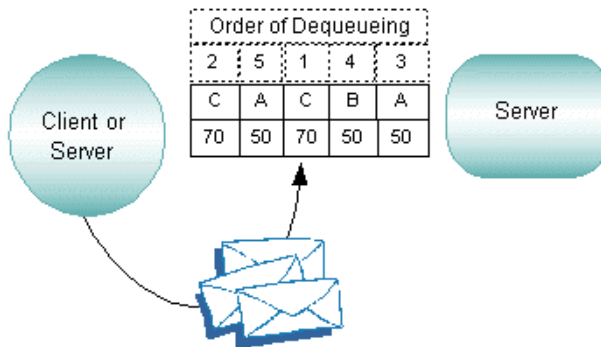 Order of Dequeueing
2 5 1 4 3
C A C B A
70 50 70 50 50
Client or
Server
Server